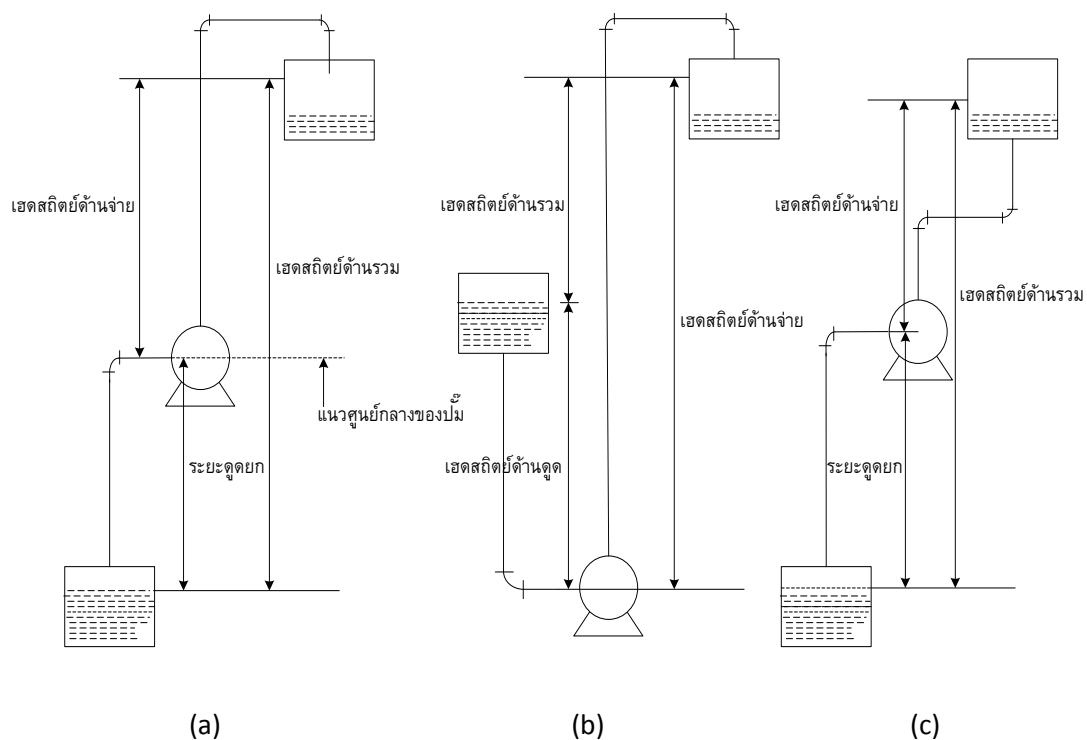 เฮดสถิตย์ด้านจ่าย
เฮดสถิตย์ด้านรวม
แนวศูนย์กลางของปั๊ม
ระยะดูดยก
(a)
เฮดสถิตย์ด้านรวม
เฮดสถิตย์ด้านจ่าย
เฮดสถิตย์ด้านดูด
(b)
เฮดสถิตย์ด้านจ่าย
เฮดสถิตย์ด้านรวม
ระยะดูดยก
(c)